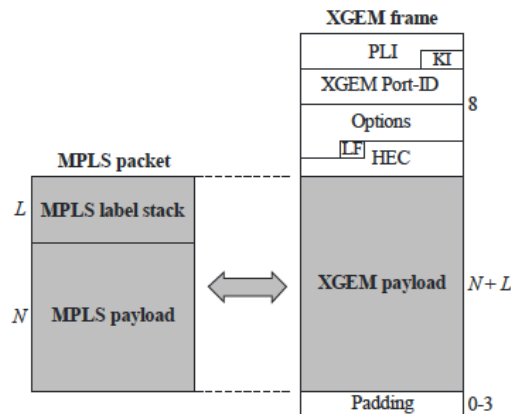 XGEM frame
PLI
KI
XGEM Port-ID
8
Options
LF
HEC
MPLS packet
L
MPLS label stack
N
MPLS payload
XGEM payload
N + L
Padding
0-3